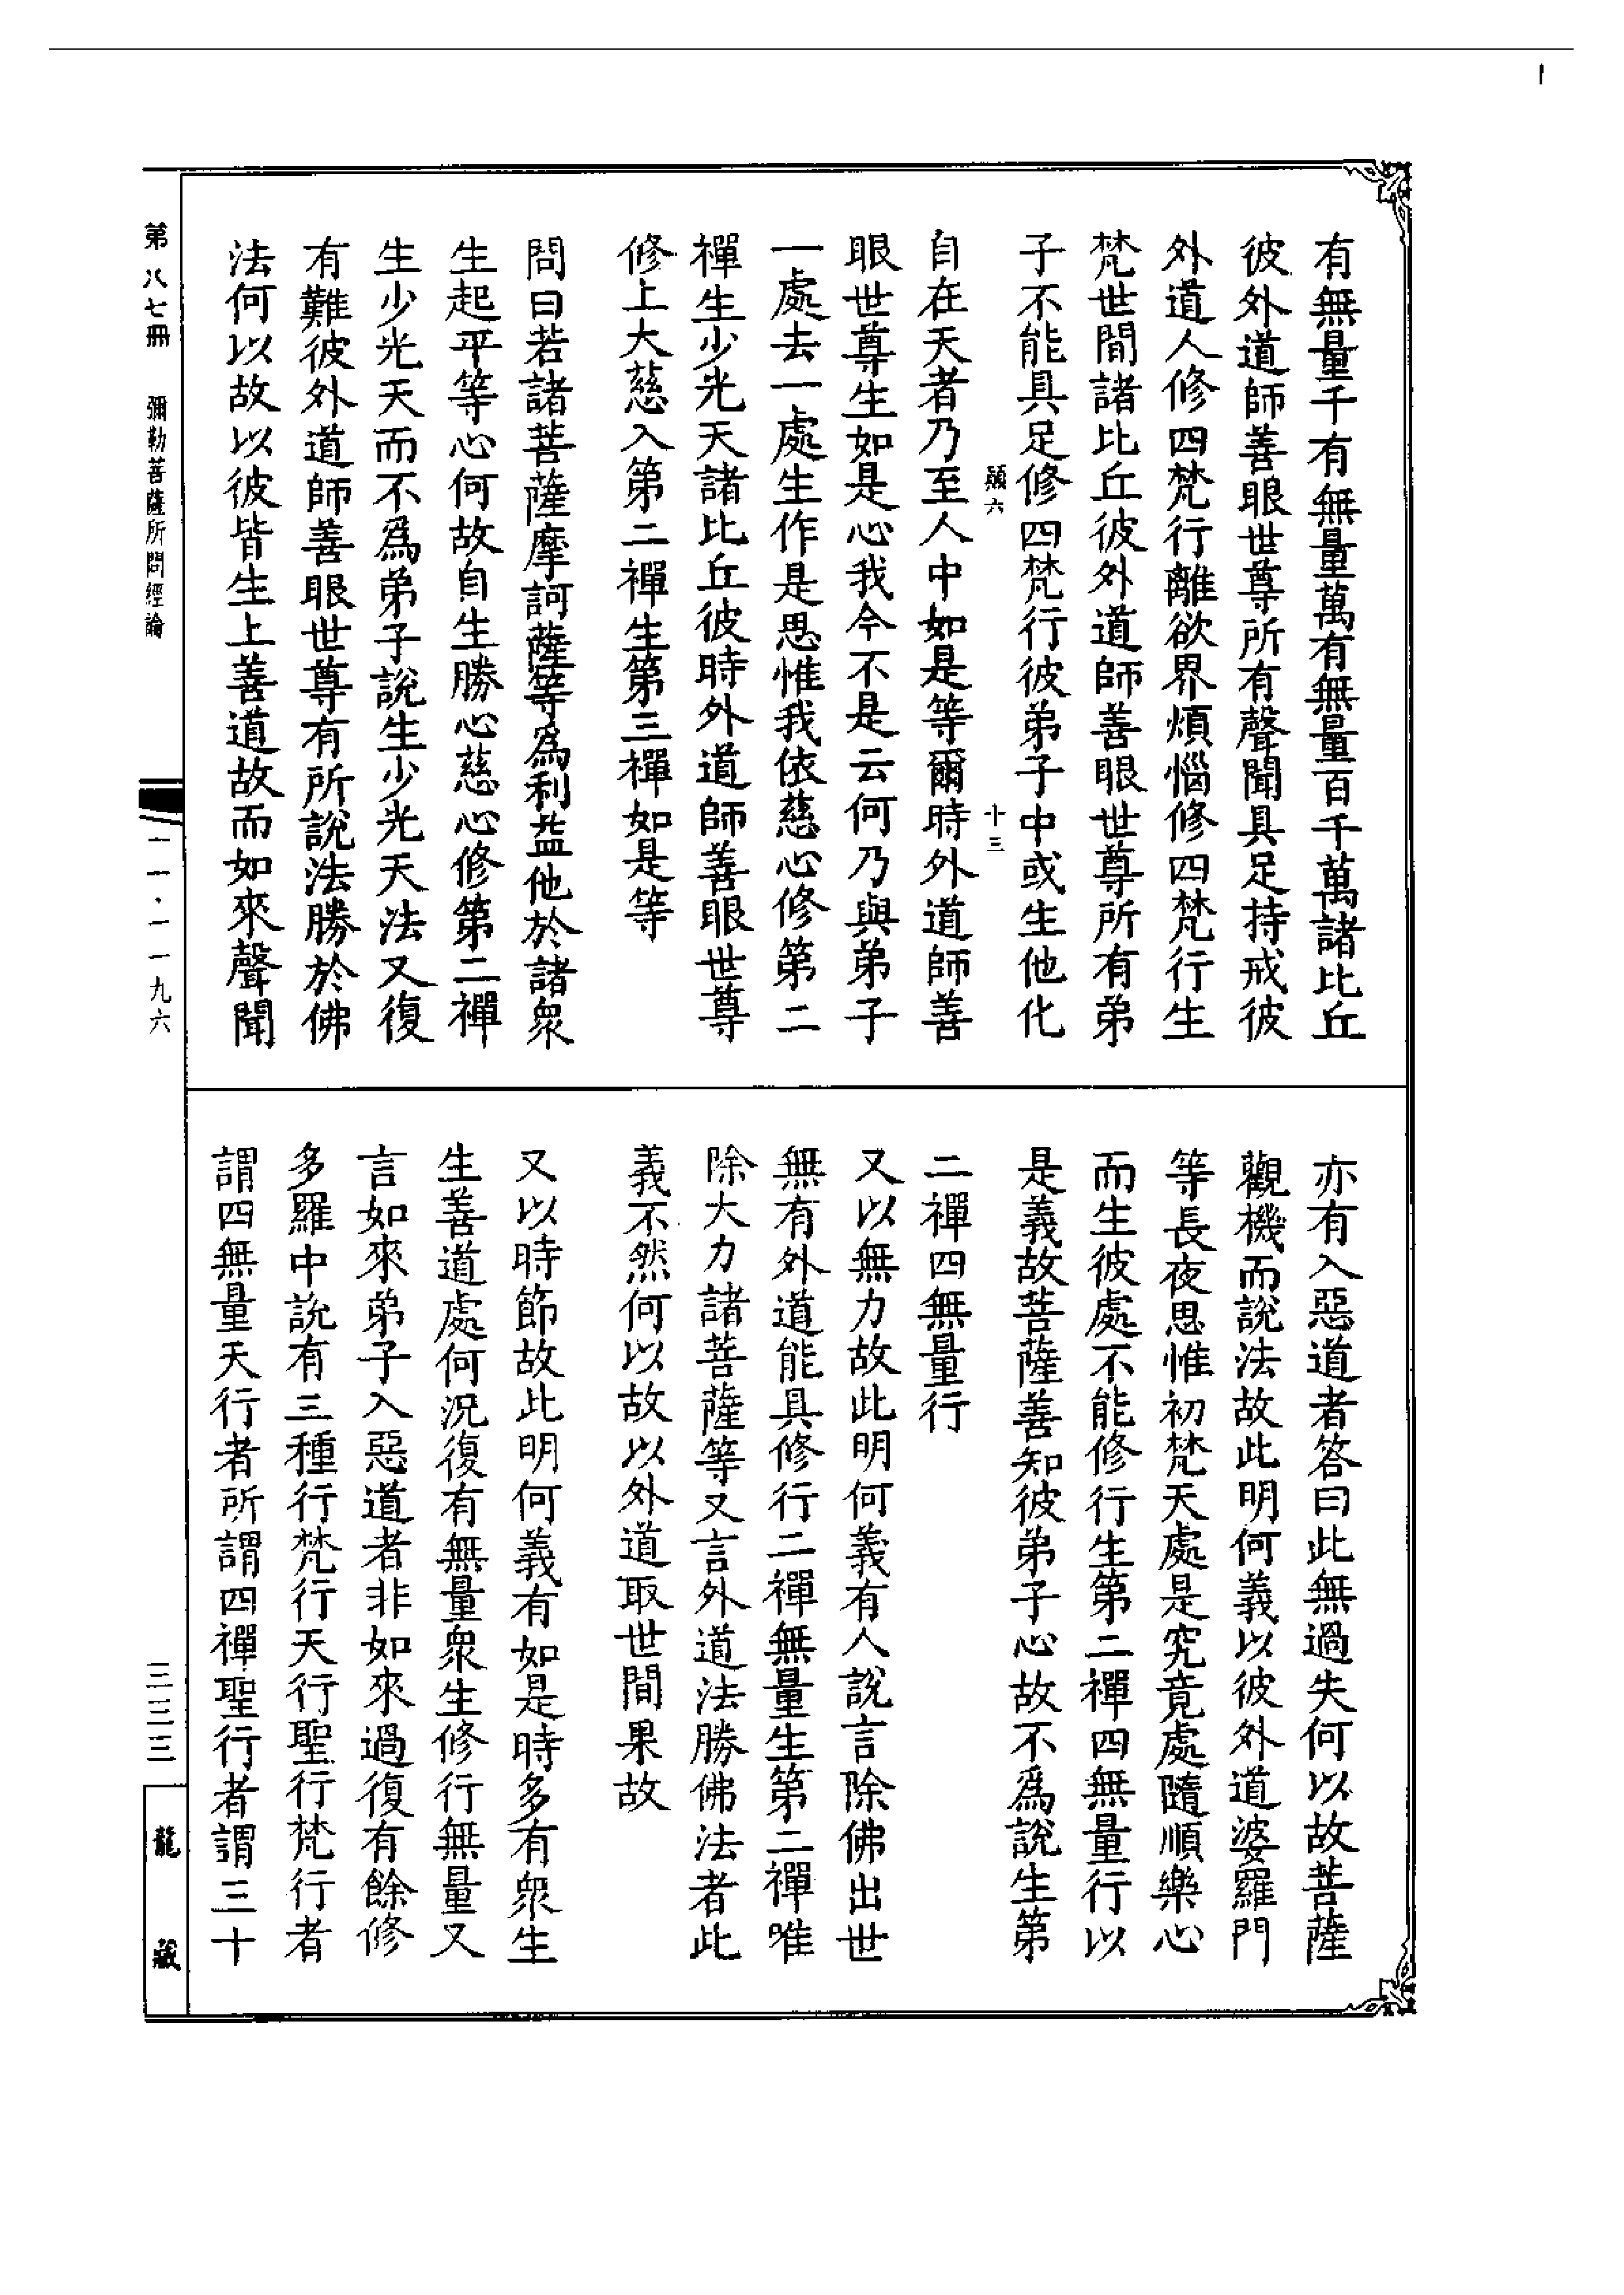 有無量千有無量萬有無量百千萬諸比丘
彼外道師善眼世尊所有聲聞具足持戒彼
外道人修四梵行離欲界煩惱修四梵行生
梵世間諸比丘彼外道師善眼世尊所有弟
子不能具足修四梵行彼弟子中或生他化
願六 十三
自在天者乃至人中如是等爾時外道師善
眼世尊生如是心我今不是云何乃與弟子
一處去一處生作是思惟我依慈心修第二
禪生少光天諸比丘彼時外道師善眼世尊
修上大慈入第二禪生第三禪如是等
問曰若諸菩薩摩訶薩等為利益他於諸眾
生起平等心何故自生勝心慈心修第二禪
生少光天而不為弟子說生少光天法又復
有難彼外道師善眼世尊有所說法勝於佛
法何以故以彼皆生上善道故而如來聲聞
亦有入惡道者答曰此無過失何以故菩薩
觀機而說法故此明何義以彼外道婆羅門
等長夜思惟初梵天處是究竟處隨順樂心
而生彼處不能修行生第二禪四無量行以
是義故菩薩善知彼弟子心故不為說生第
二禪四無量行
又以無力故此明何義有人說言除佛出世
無有外道能具修行二禪無量生第二禪唯
除大力諸菩薩等又言外道法勝佛法者此
義不然何以故以外道取世間果故
又以時節故此明何義有如是時多有眾生
生善道處何況復有無量眾生修行無量又
言如來弟子入惡道者非如來過復有餘修
多羅中說有三種行梵行天行聖行梵行者
謂四無量天行者所謂四禪聖行者謂三十
第八七冊 彌勒菩薩所問經論
一一·一一九六
三三三
龍藏